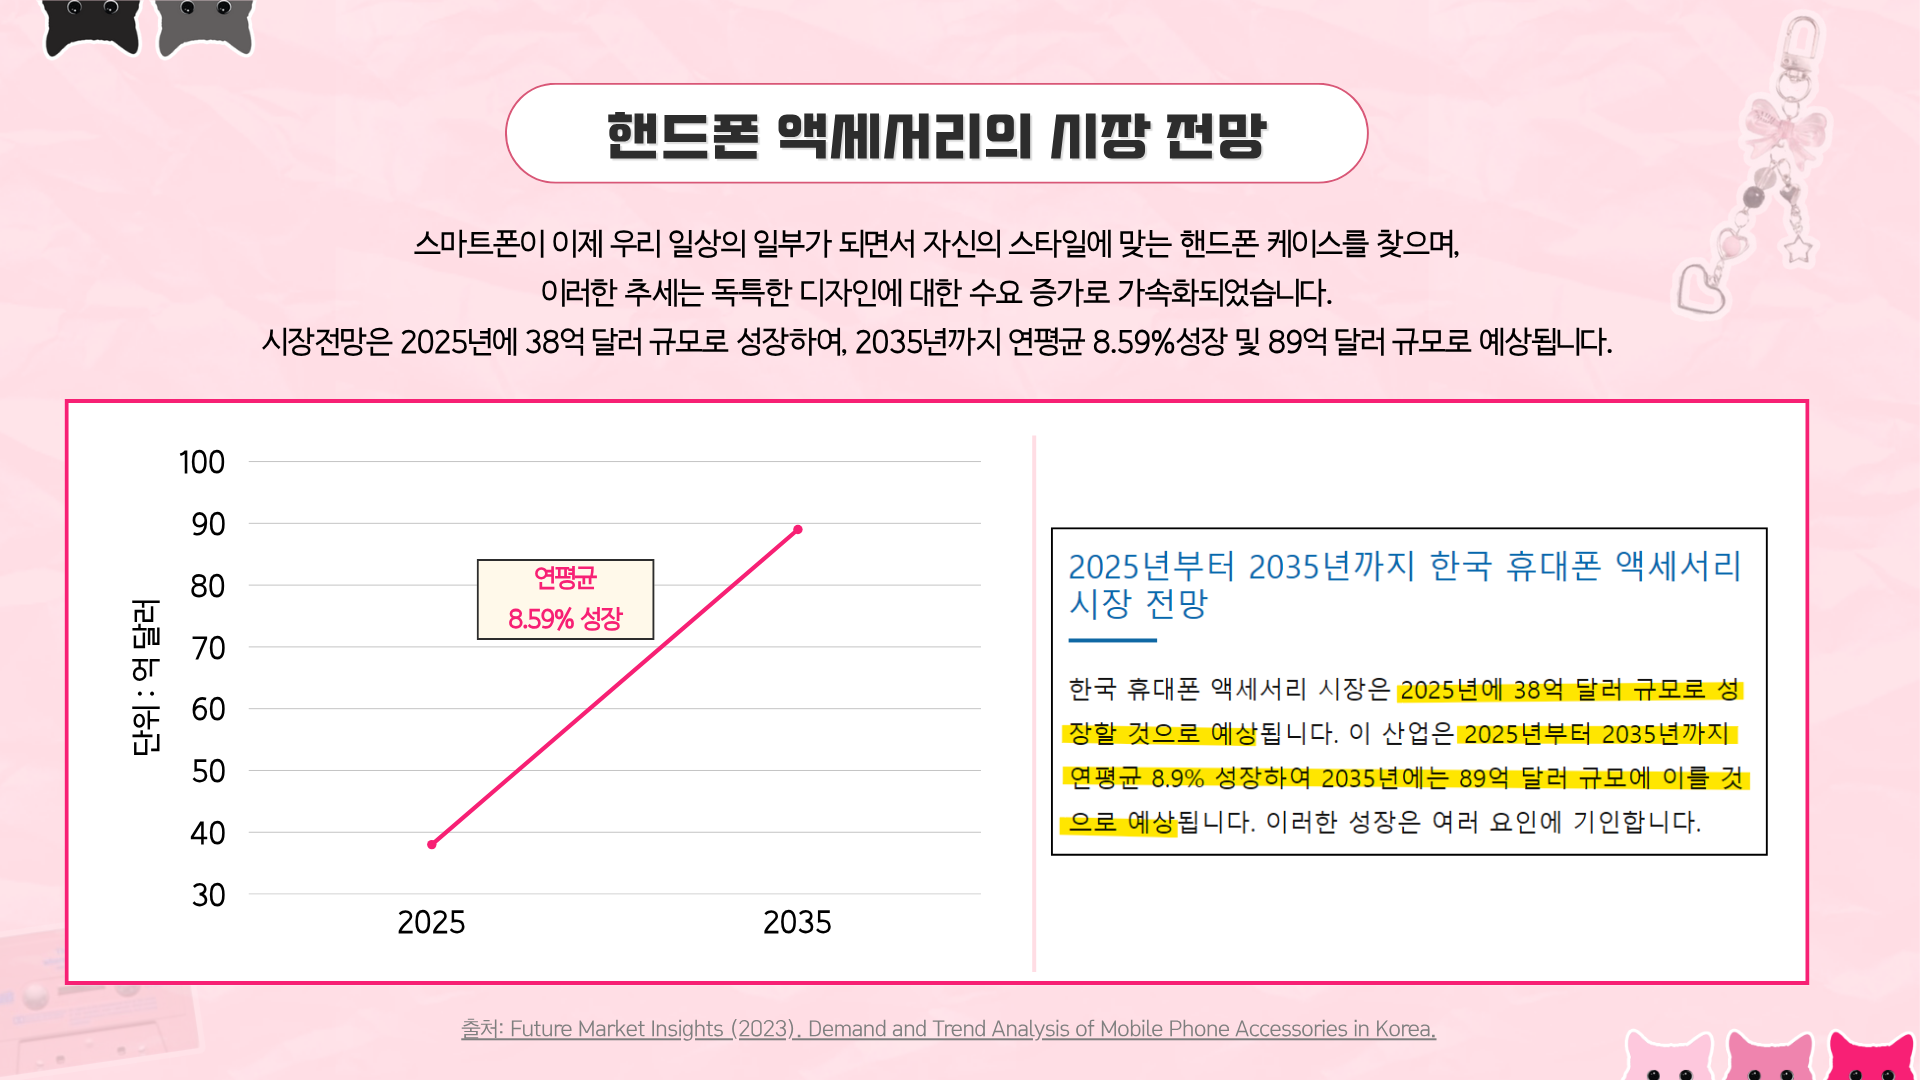 핸드폰 액세서리의 시장 전망
스마트폰이 이제 우리 일상의 일부가 되면서 자신의 스타일에 맞는 핸드폰 케이스를 찾으며,
이러한 추세는 독특한 디자인에 대한 수요 증가로 가속화되었습니다.
시장전망은 2025년에 38억 달러 규모로 성장하여, 2035년까지 연평균 8.59%성장 및 89억 달러 규모로 예상됩니다.
단위 : 억 달러
100
90
80
70
60
50
40
30
2025
2035
연평균
8.59% 성장
2025년부터 2035년까지 한국 휴대폰 액세서리
시장 전망
한국 휴대폰 액세서리 시장은 2025년에 38억 달러 규모로 성
장할 것으로 예상됩니다. 이 산업은 2025년부터 2035년까지
연평균 8.9% 성장하여 2035년에는 89억 달러 규모에 이를 것
으로 예상됩니다. 이러한 성장은 여러 요인에 기인합니다.
출처: Future Market Insights (2023). Demand and Trend Analysis of Mobile Phone Accessories in Korea.